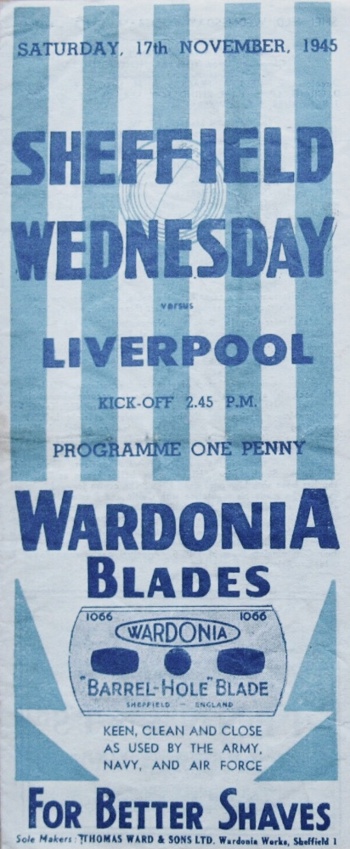 SATURDAY, 17th NOVEMBER, 1945
SHEFFIELD
WEDNESDAY
versus
LIVERPOOL
KICK-OFF 2.45 P.M.
PROGRAMME ONE PENNY
WARDONIA
BLADES
1066 1066
WARDONIA
"BARREL-HOLE" BLADE
SHEFFIELD — ENGLAND
KEEN, CLEAN AND CLOSE
AS USED BY THE ARMY,
NAVY, AND AIR FORCE
FOR BETTER SHAVES
Sole Makers: THOMAS WARD & SONS LTD. Wardonia Works, Sheffield 1